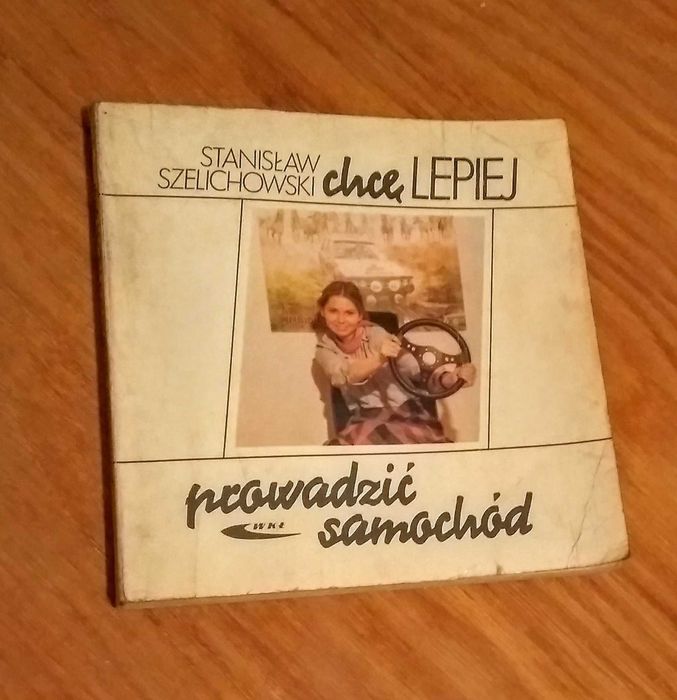 STANISŁAW
SZELICHOWSKI
chcę LEPIEJ
prowadzić
WKŁ samochód